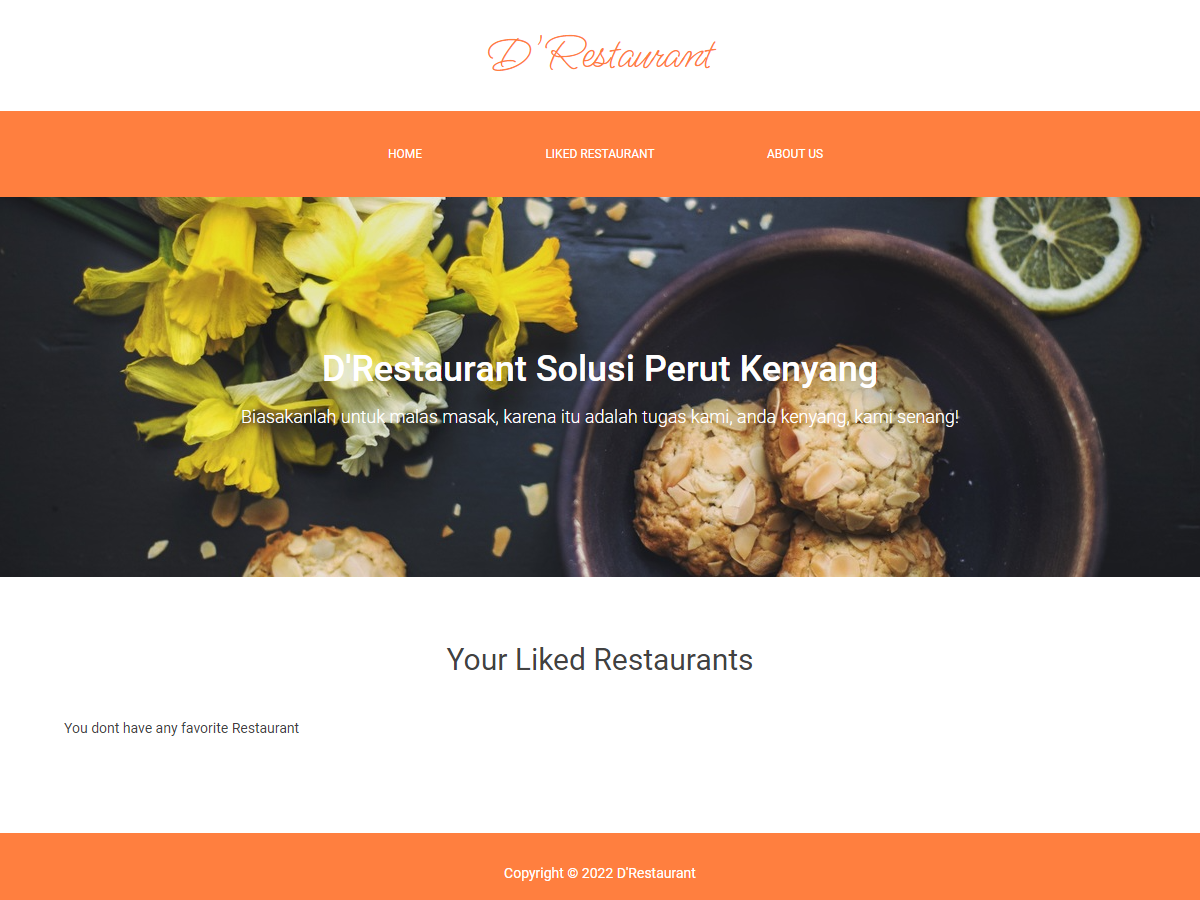 D'Restaurant
HOME LIKED RESTAURANT ABOUT US
D'Restaurant Solusi Perut Kenyang
Biasakanlah untuk malas masak, karena itu adalah tugas kami, anda kenyang, kami senang!
Your Liked Restaurants
You dont have any favorite Restaurant
Copyright © 2022 D'Restaurant